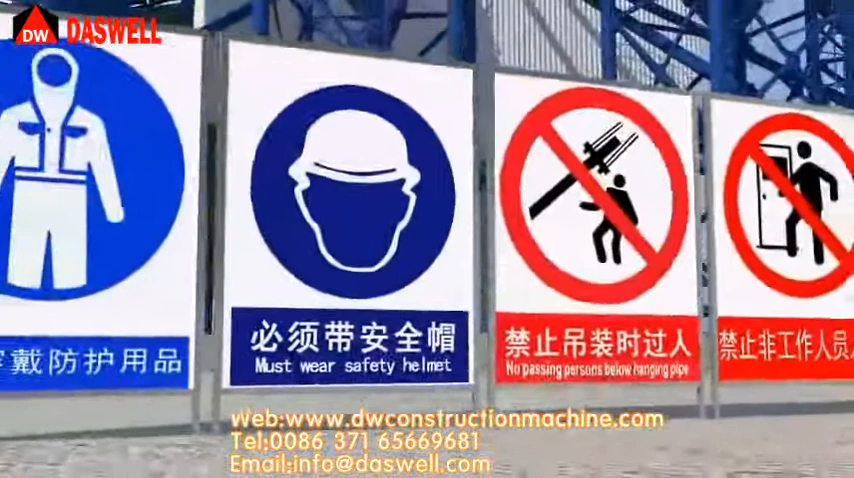 DW DASWELL
穿戴防护用品
必须带安全帽
Must wear safety helmet
禁止吊装时过人
No passing persons below hanging pipe
禁止非工作人员
Web:www.dwconstructionmachine.com
Tel:0086 371 65669681
Email:info@daswell.com